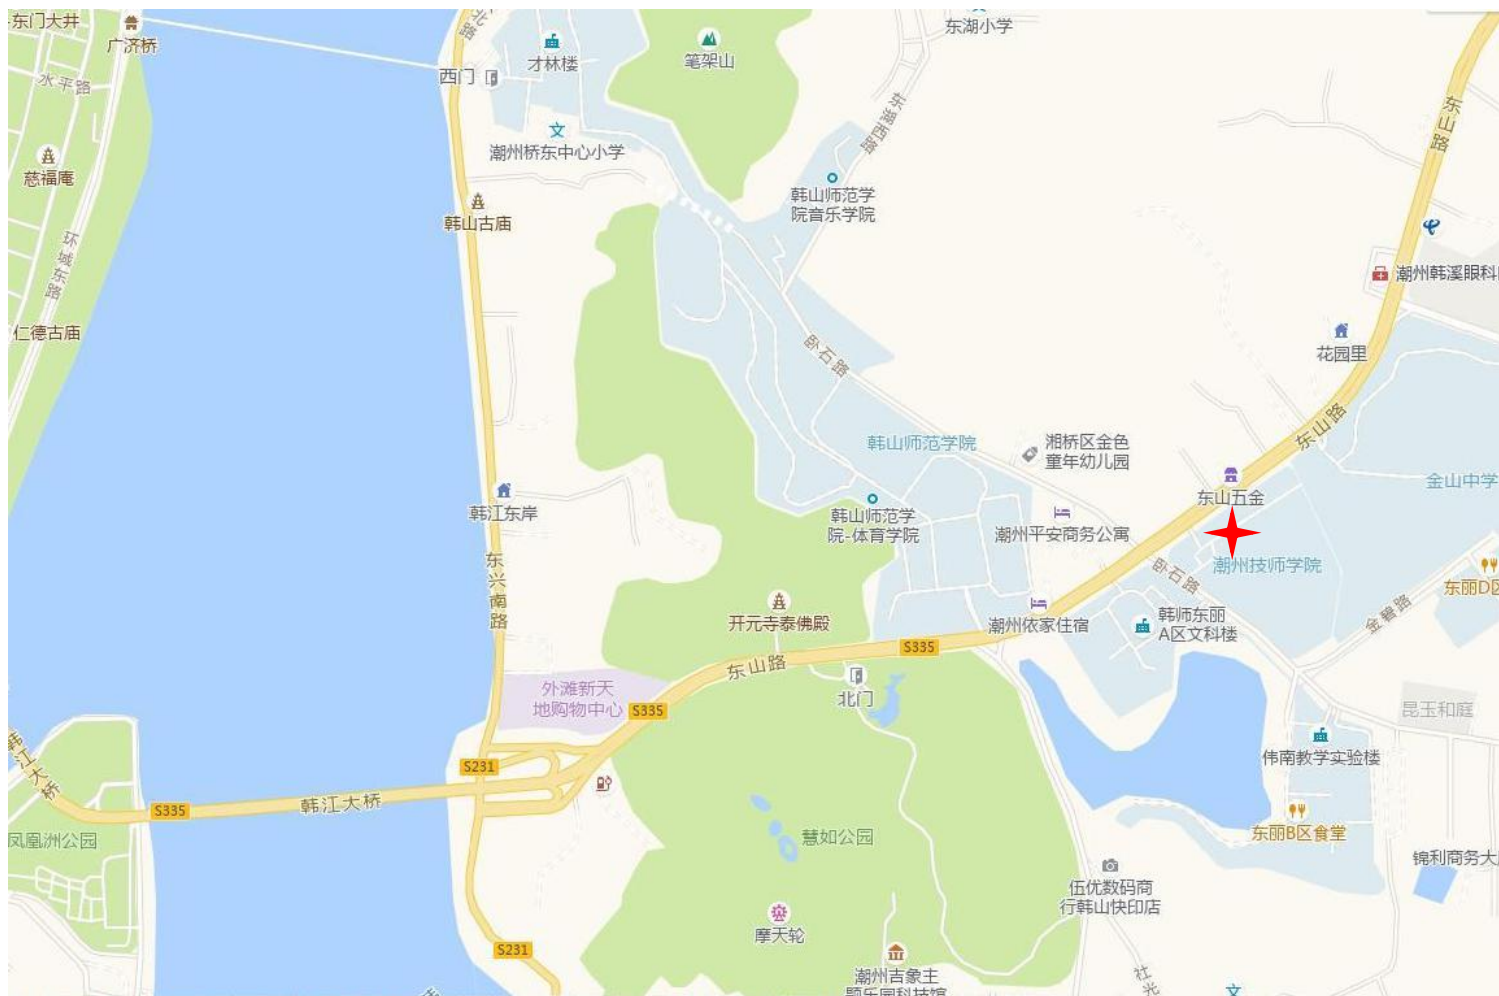 东门大井
广济桥
水平路
慈福庵
环城东路
仁德古庙
北路
西门
才林楼
笔架山
东湖小学
潮州桥东中心小学
东湖西路
韩山师范学
院音乐学院
韩山古庙
东山路
潮州韩溪眼科
花园里
卧石路
东山路
韩山师范学院
湘桥区金色
童年幼儿园
金山中学
东山五金
韩江东岸
韩山师范学
院-体育学院
潮州平安商务公寓
潮州技师学院
卧石路
东丽D区
东兴南路
开元寺泰佛殿
潮州依家住宿
韩师东丽
A区文科楼
金碧路
S335
东山路
外滩新天
地购物中心
S335
北门
昆玉和庭
伟南教学实验楼
S231
韩江大桥
S335
韩江大桥
凤凰洲公园
慧如公园
东丽B区食堂
锦利商务大
伍优数码商
行韩山快印店
摩天轮
S231
潮州吉象主
题乐园科技馆
社光